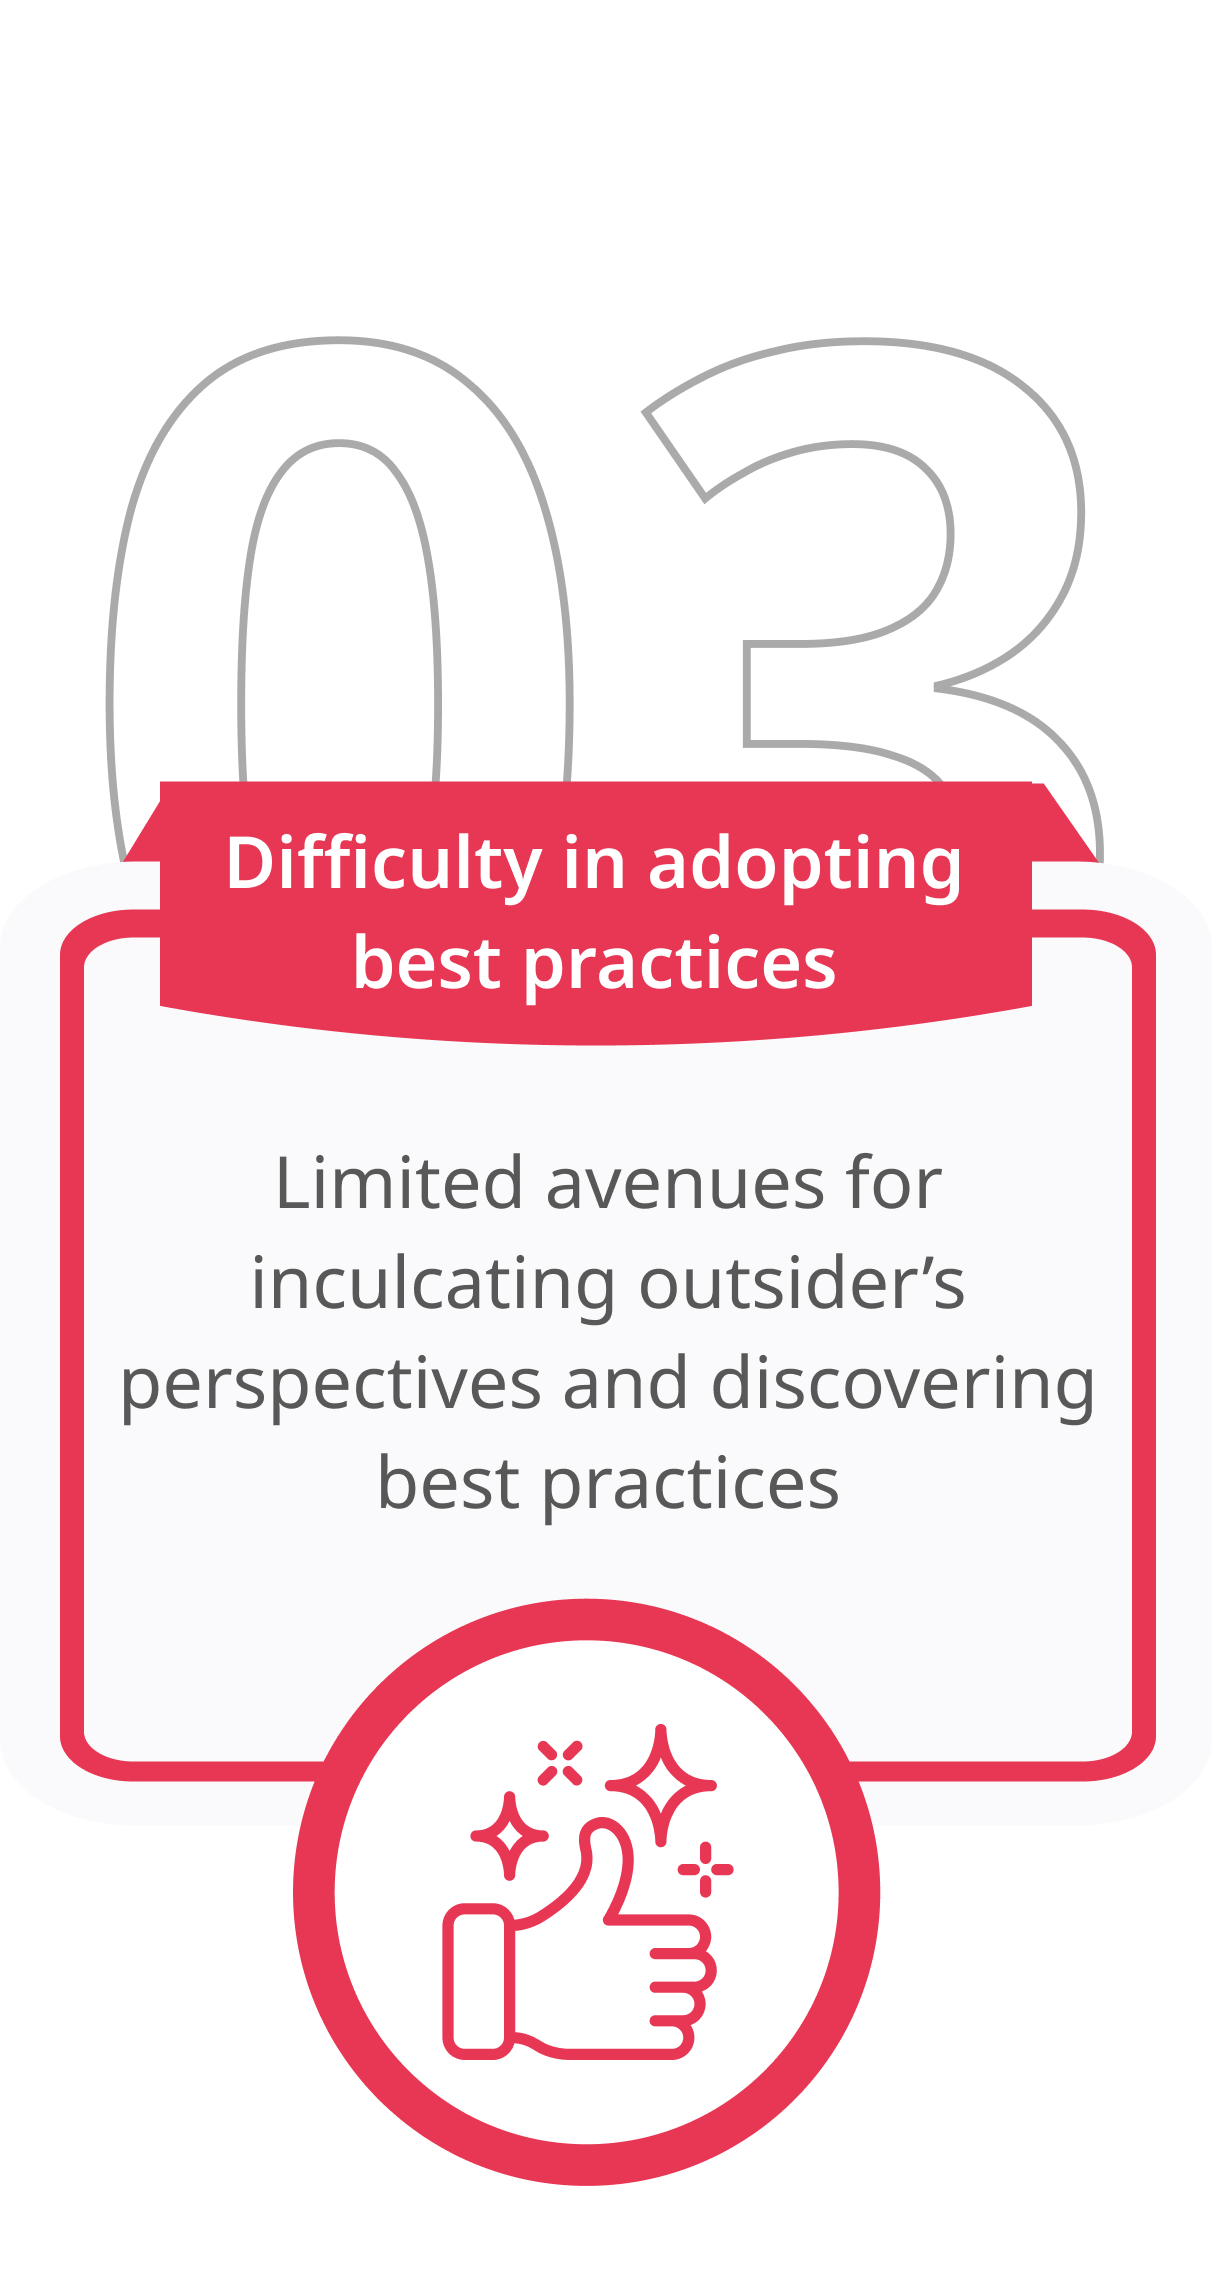 03
Difficulty in adopting
best practices
Limited avenues for
inculcating outsider’s
perspectives and discovering
best practices